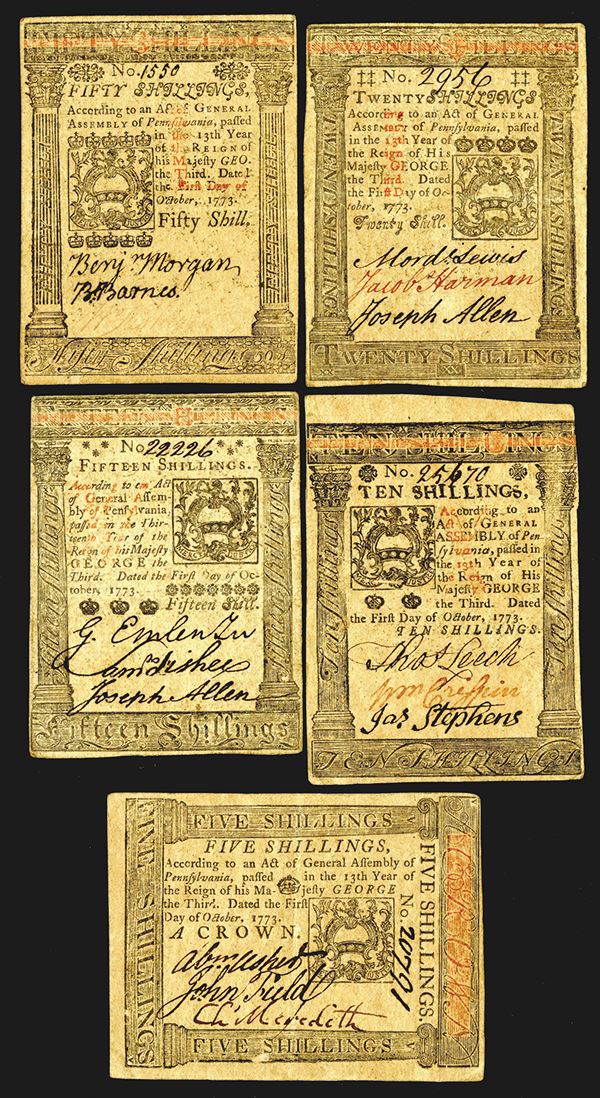 FIFTY SHILLINGS
No. 1550
FIFTY SHILLINGS,
According to an Act of GENERAL
ASSEMBLY of Pennsylvania, passed
in the 13th Year
of the REIGN of
his Majesty GEO.
the Third. Dated
the First Day of
October, 1773.
Fifty Shill.
Benj Morgan
B. Barnes.
Fifty Shillings
No. 2956
TWENTY SHILLINGS
According to an Act of GENERAL
ASSEMBLY of Pennsylvania, passed
in the 13th Year of
the Reign of His
Majesty GEORGE
the Third. Dated
the First Day of Oc-
tober, 1773.
Twenty Shill.
Mord Lewis
Jacob Harman
Joseph Allen
TWENTY SHILLINGS
XX XX XX
TWENTY SHILLINGS
TWENTY SHILLINGS
No 22226
FIFTEEN SHILLINGS.
According to an Act
of General Assem-
bly of Pensylvania,
passed in the Thir-
teenth Year of the
Reign of his Majesty
GEORGE the
Third. Dated the First Day of Oc-
tober, 1773.
Fifteen Shill.
G. Emlen
Joseph Allen
Fifteen Shillings
TEN SHILLINGS
No. 25670
TEN SHILLINGS,
According to an
Act of GENERAL
ASSEMBLY of Pen-
sylvania, passed in
the 13th Year of
the Reign of His
Majesty GEORGE
the Third. Dated
the First Day of October, 1773.
TEN SHILLINGS.
Thos Leech
Wm Crispin
Jas Stephens
TEN SHILLINGS
Ten Shillings
FIVE SHILLINGS
FIVE SHILLINGS,
According to an Act of General Assembly of
Pensylvania, passed in the 13th Year of
the Reign of his Majesty GEORGE
the Third. Dated the First
Day of October, 1773.
A CROWN.
John Field
Ch Meredith
FIVE SHILLINGS
FIVE SHILLINGS
FIVE SHILLINGS.
No. 20791